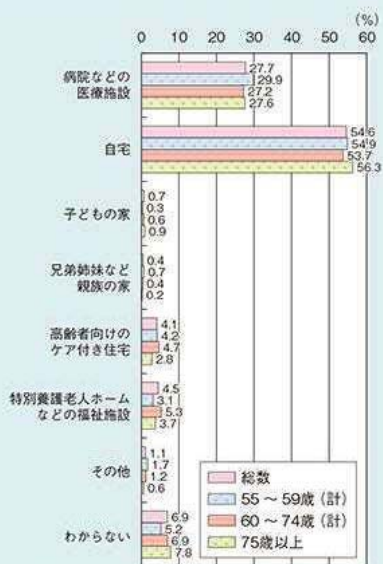 (%)
0 10 20 30 40 50 60
病院などの
医療施設
27.7
29.9
27.2
27.6
自宅
54.6
54.9
53.7
56.3
子どもの家
0.7
0.3
0.6
0.9
兄弟姉妹など
親族の家
0.4
0.7
0.4
0.2
高齢者向けの
ケア付き住宅
4.1
4.2
4.7
2.8
特別養護老人ホーム
などの福祉施設
4.5
3.1
5.3
3.7
その他
1.1
1.7
1.2
0.6
わからない
6.9
5.2
6.9
7.8
総数
55～59歳（計）
60～74歳（計）
75歳以上